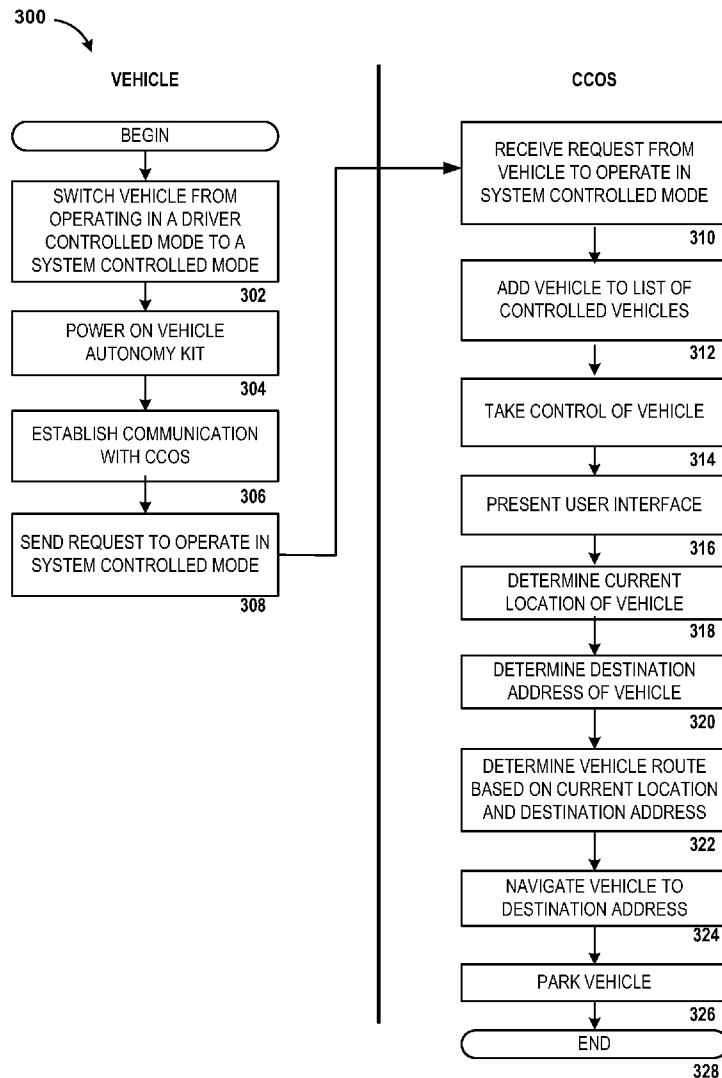 300
VEHICLE
BEGIN
SWITCH VEHICLE FROM
OPERATING IN A DRIVER
CONTROLLED MODE TO A
SYSTEM CONTROLLED MODE
302
POWER ON VEHICLE
AUTONOMY KIT
304
ESTABLISH COMMUNICATION
WITH CCOS
306
SEND REQUEST TO OPERATE IN
SYSTEM CONTROLLED MODE
308
CCOS
RECEIVE REQUEST FROM
VEHICLE TO OPERATE IN
SYSTEM CONTROLLED MODE
310
ADD VEHICLE TO LIST OF
CONTROLLED VEHICLES
312
TAKE CONTROL OF VEHICLE
314
PRESENT USER INTERFACE
316
DETERMINE CURRENT
LOCATION OF VEHICLE
318
DETERMINE DESTINATION
ADDRESS OF VEHICLE
320
DETERMINE VEHICLE ROUTE
BASED ON CURRENT LOCATION
AND DESTINATION ADDRESS
322
NAVIGATE VEHICLE TO
DESTINATION ADDRESS
324
PARK VEHICLE
326
END
328